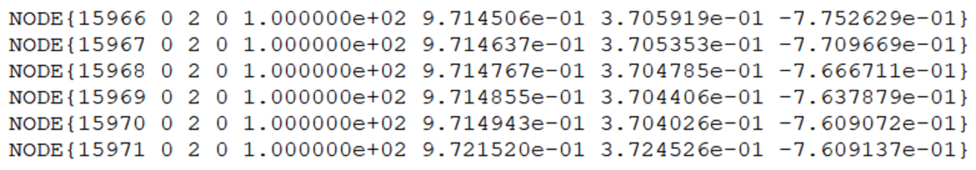 NODE{15966 0 2 0 1.000000e+02 9.714506e-01 3.705919e-01 -7.752629e-01}
NODE{15967 0 2 0 1.000000e+02 9.714637e-01 3.705353e-01 -7.709669e-01}
NODE{15968 0 2 0 1.000000e+02 9.714767e-01 3.704785e-01 -7.666711e-01}
NODE{15969 0 2 0 1.000000e+02 9.714855e-01 3.704406e-01 -7.637879e-01}
NODE{15970 0 2 0 1.000000e+02 9.714943e-01 3.704026e-01 -7.609072e-01}
NODE{15971 0 2 0 1.000000e+02 9.721520e-01 3.724526e-01 -7.609137e-01}